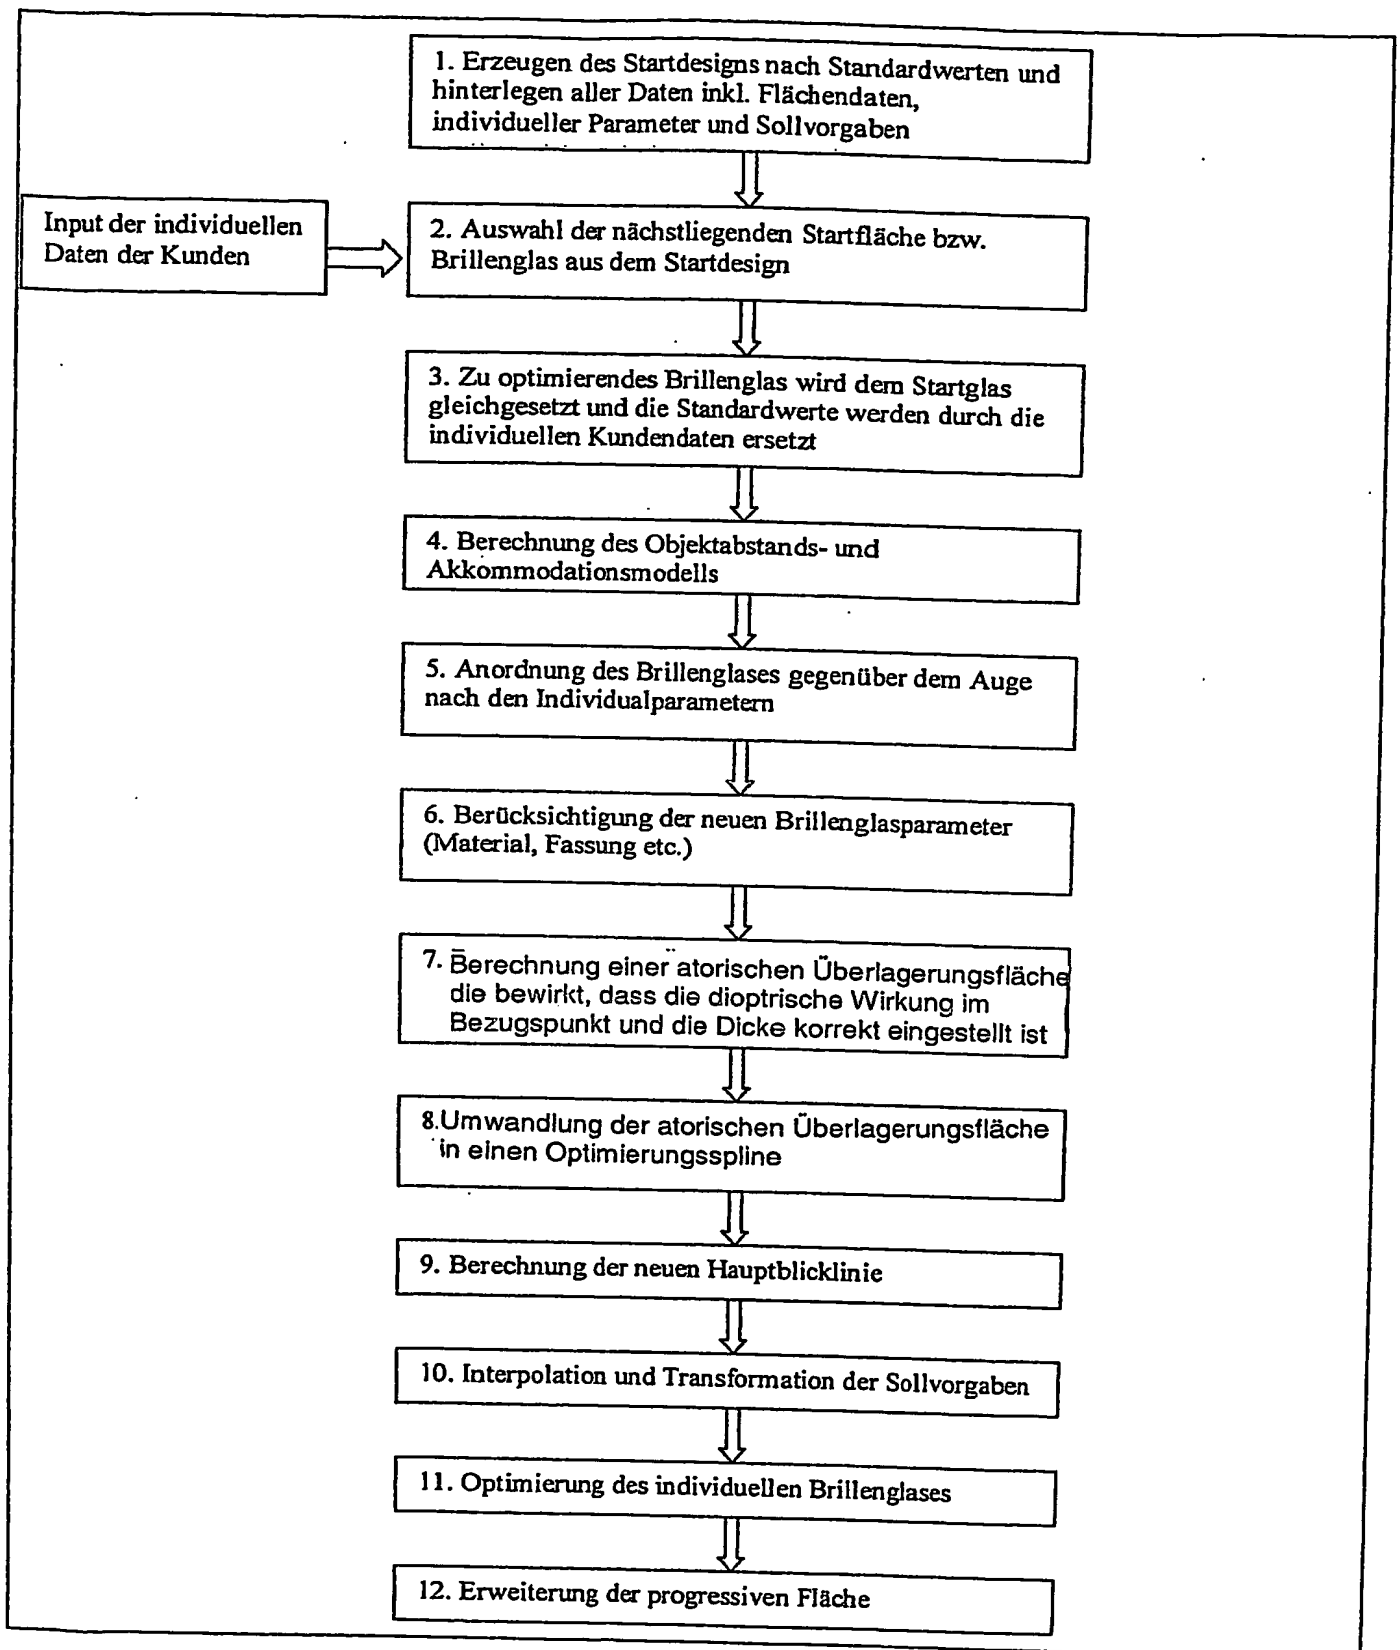 1. Erzeugen des Startdesigns nach Standardwerten und
hinterlegen aller Daten inkl. Flächendaten,
individueller Parameter und Sollvorgaben
Input der individuellen
Daten der Kunden
2. Auswahl der nächstliegenden Startfläche bzw.
Brillenglas aus dem Startdesign
3. Zu optimierendes Brillenglas wird dem Startglas
gleichgesetzt und die Standardwerte werden durch die
individuellen Kundendaten ersetzt
4. Berechnung des Objektabstands- und
Akkommodationsmodells
5. Anordnung des Brillenglases gegenüber dem Auge
nach den Individualparametern
6. Berücksichtigung der neuen Brillenglasparameter
(Material, Fassung etc.)
7. Berechnung einer atorischen Überlagerungsfläche
die bewirkt, dass die dioptrische Wirkung im
Bezugspunkt und die Dicke korrekt eingestellt ist
8.Umwandlung der atorischen Überlagerungsfläche
in einen Optimierungsspline
9. Berechnung der neuen Hauptblicklinie
10. Interpolation und Transformation der Sollvorgaben
11. Optimierung des individuellen Brillenglases
12. Erweiterung der progressiven Fläche